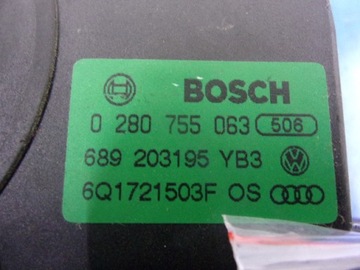 BOSCH
0 280 755 063 506
689 203195 YB3
6Q1721503F OS